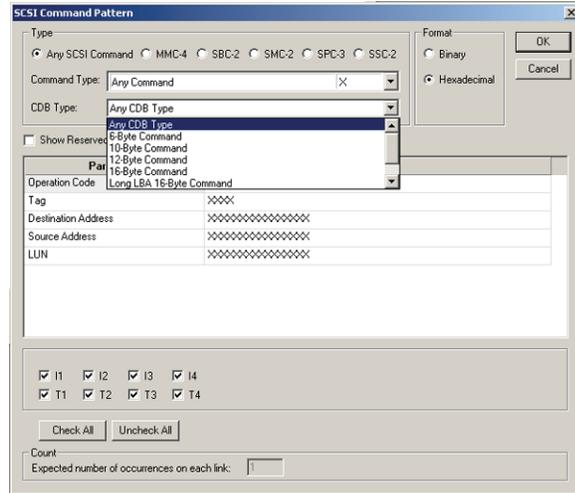 SCSI Command Pattern
Type
Any SCSI Command MMC-4 SBC-2 SMC-2 SPC-3 SSC-2
Format
Binary
Hexadecimal
OK
Cancel
Command Type: Any Command X
CDB Type: Any CDB Type
Any CDB Type
6-Byte Command
10-Byte Command
12-Byte Command
16-Byte Command
Long LBA 16-Byte Command
Show Reserved
Par
Operation Code
Tag XXXX
Destination Address XXXXXXXXXXXXXXX
Source Address XXXXXXXXXXXXXXX
LUN XXXXXXXXXXXXXXX
I1 I2 I3 I4
T1 T2 T3 T4
Check All Uncheck All
Count
Expected number of occurrences on each link: 1